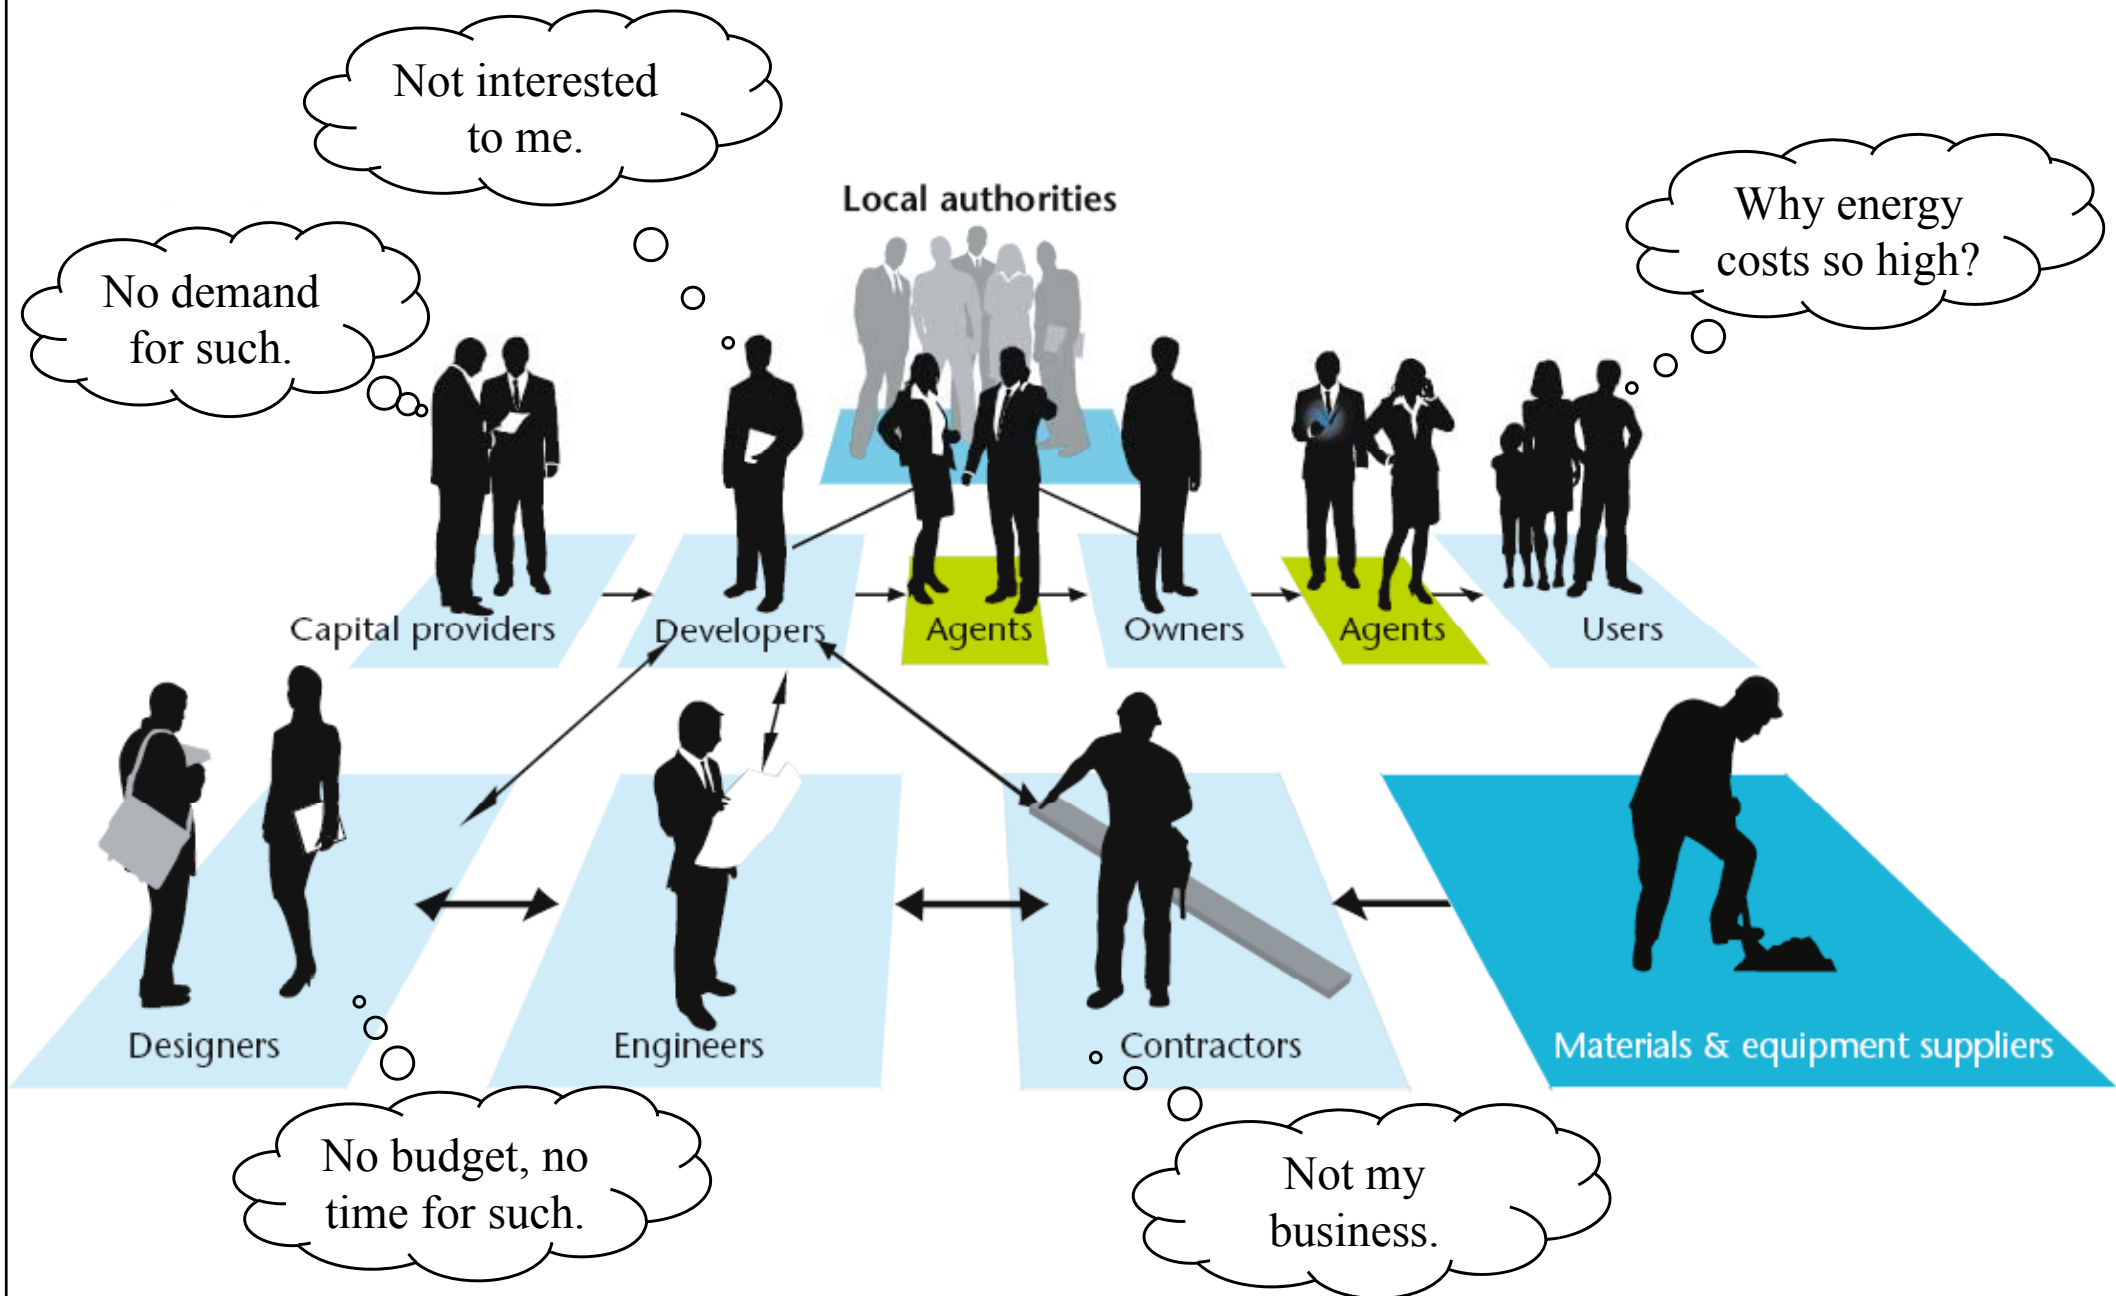 Not interested
to me.
Local authorities
Why energy
costs so high?
No demand
for such.
Capital providers
Developers
Agents
Owners
Agents
Users
Designers
Engineers
Contractors
Materials & equipment suppliers
No budget, no
time for such.
Not my
business.